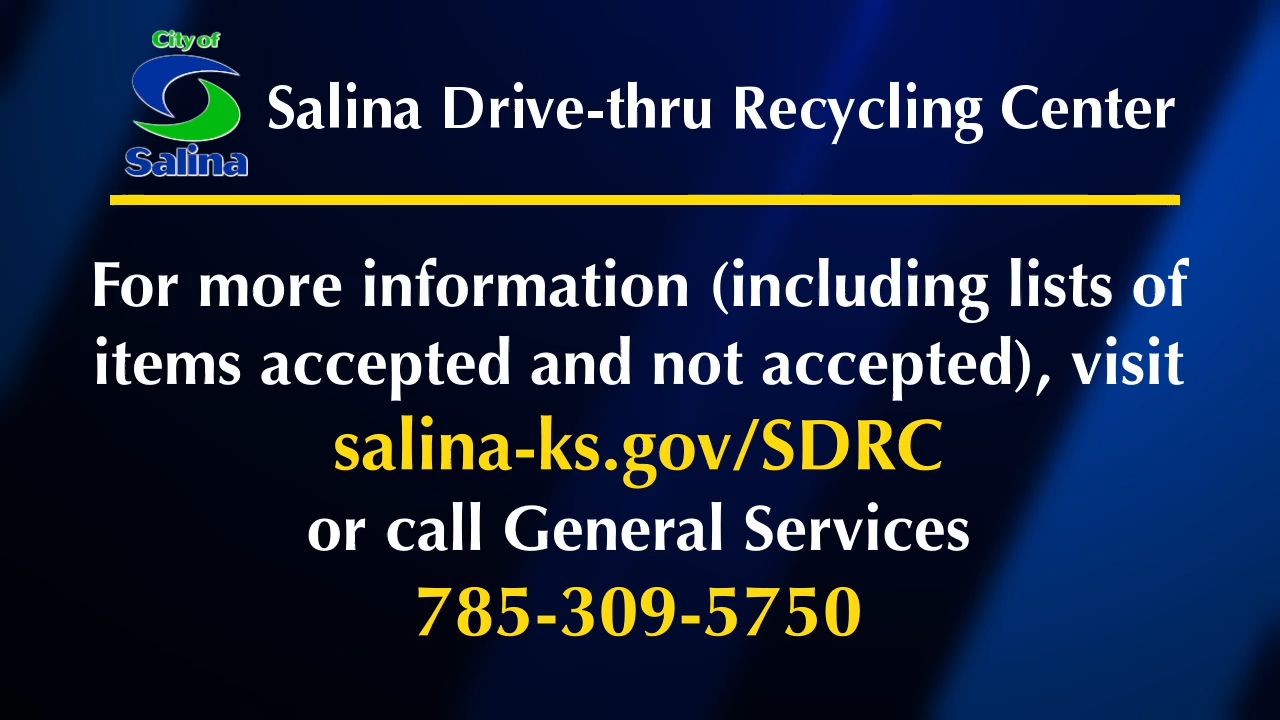 City of
Salina
Salina Drive-thru Recycling Center
For more information (including lists of
items accepted and not accepted), visit
salina-ks.gov/SDRC
or call General Services
785-309-5750